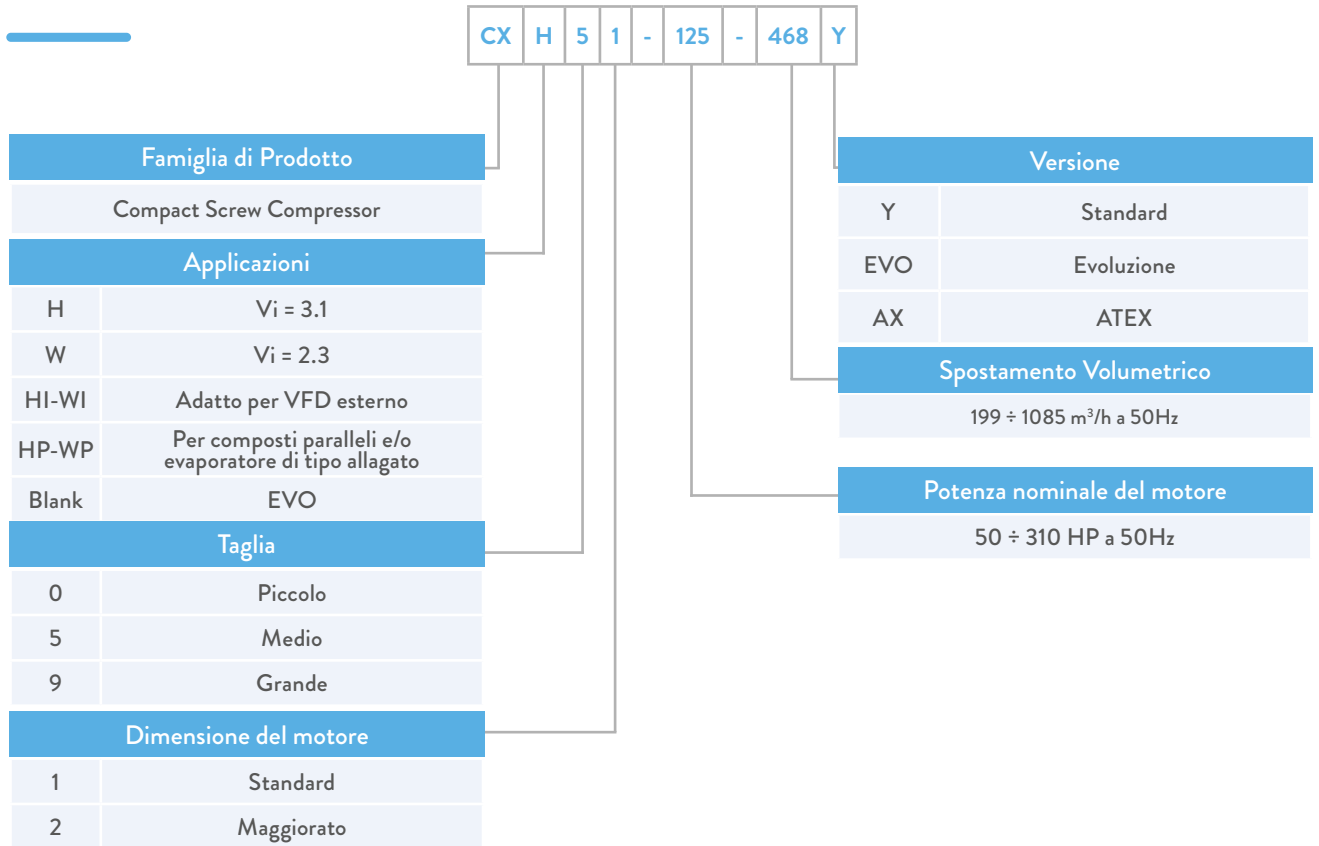 CX H 5 1 - 125 - 468 Y
Famiglia di Prodotto
Compact Screw Compressor
Applicazioni
H Vi = 3.1
W Vi = 2.3
HI-WI Adatto per VFD esterno
HP-WP Per composti paralleli e/o
evaporatore di tipo allagato
Blank EVO
Taglia
0 Piccolo
5 Medio
9 Grande
Dimensione del motore
1 Standard
2 Maggiorato
Versione
Y Standard
EVO Evoluzione
AX ATEX
Spostamento Volumetrico
199 ÷ 1085 m³/h a 50Hz
Potenza nominale del motore
50 ÷ 310 HP a 50Hz